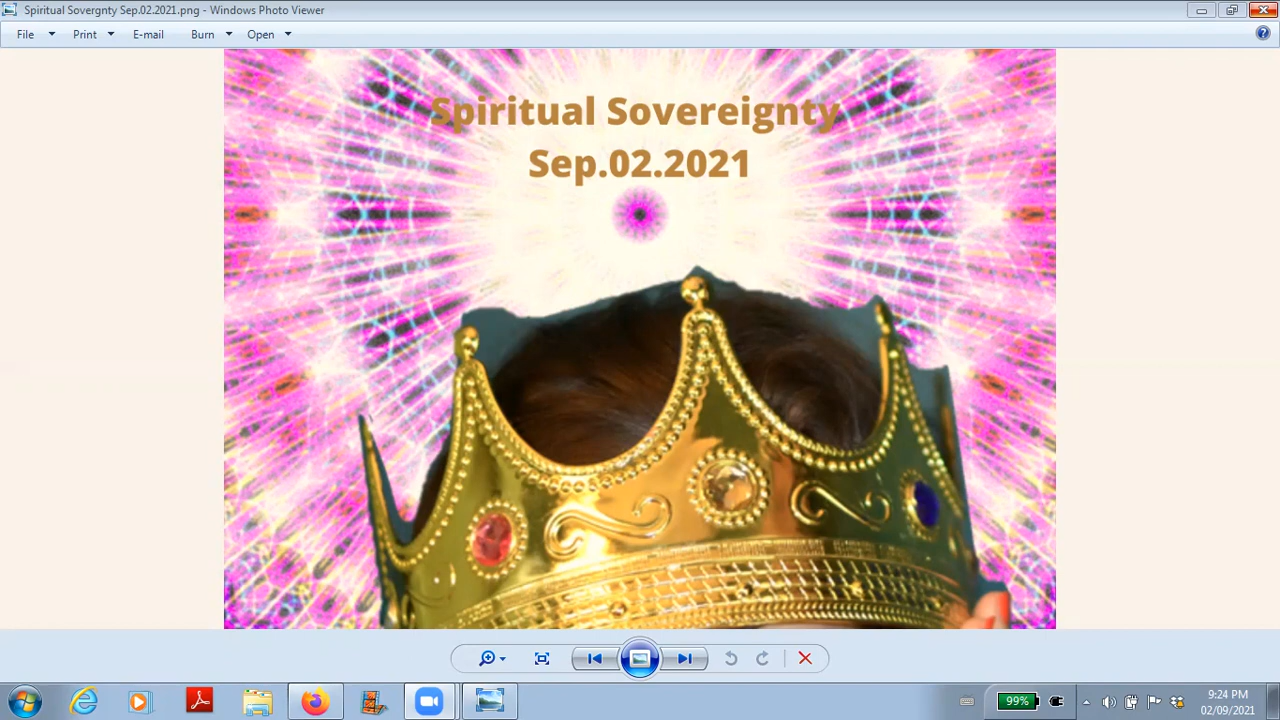 Spiritual Sovergnty Sep.02.2021.png - Windows Photo Viewer
File Print E-mail Burn Open
Spiritual Sovereignty
Sep.02.2021
99%
9:24 PM
02/09/2021